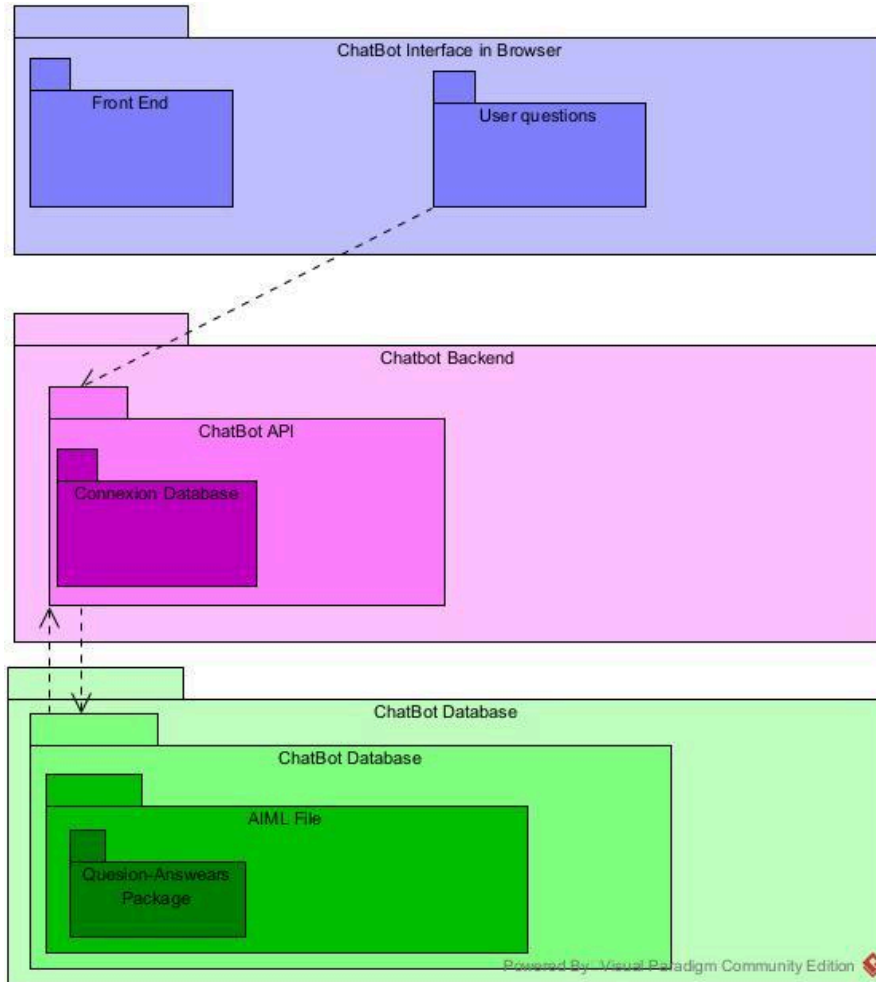 ChatBot Interface in Browser
Front End
User questions
Chatbot Backend
ChatBot API
Connexion Database
ChatBot Database
ChatBot Database
AIML File
Quesion-Answears
Package
Powered By Visual Paradigm Community Edition